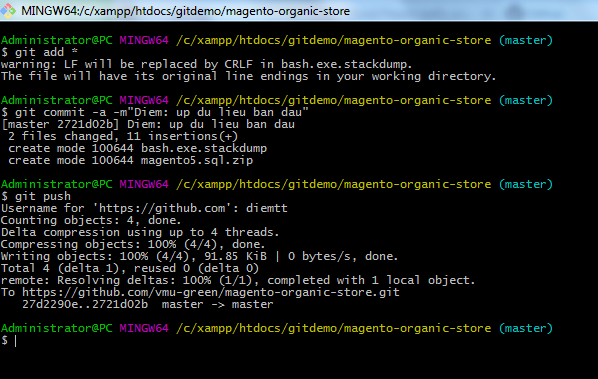 MINGW64:/c/xampp/htdocs/gitdemo/magento-organic-store
Administrator@PC MINGW64 /c/xampp/htdocs/gitdemo/magento-organic-store (master)
$ git add *
warning: LF will be replaced by CRLF in bash.exe.stackdump.
The file will have its original line endings in your working directory.
Administrator@PC MINGW64 /c/xampp/htdocs/gitdemo/magento-organic-store (master)
$ git commit -a -m"Diem: up du lieu ban dau"
[master 2721d02b] Diem: up du lieu ban dau
 2 files changed, 11 insertions(+)
 create mode 100644 bash.exe.stackdump
 create mode 100644 magento5.sql.zip
Administrator@PC MINGW64 /c/xampp/htdocs/gitdemo/magento-organic-store (master)
$ git push
Username for 'https://github.com': diemtt
Counting objects: 4, done.
Delta compression using up to 4 threads.
Compressing objects: 100% (4/4), done.
Writing objects: 100% (4/4), 91.85 KiB | 0 bytes/s, done.
Total 4 (delta 1), reused 0 (delta 0)
remote: Resolving deltas: 100% (1/1), completed with 1 local object.
To https://github.com/vmu-green/magento-organic-store.git
   27d2290e..2721d02b  master -> master
Administrator@PC MINGW64 /c/xampp/htdocs/gitdemo/magento-organic-store (master)
$